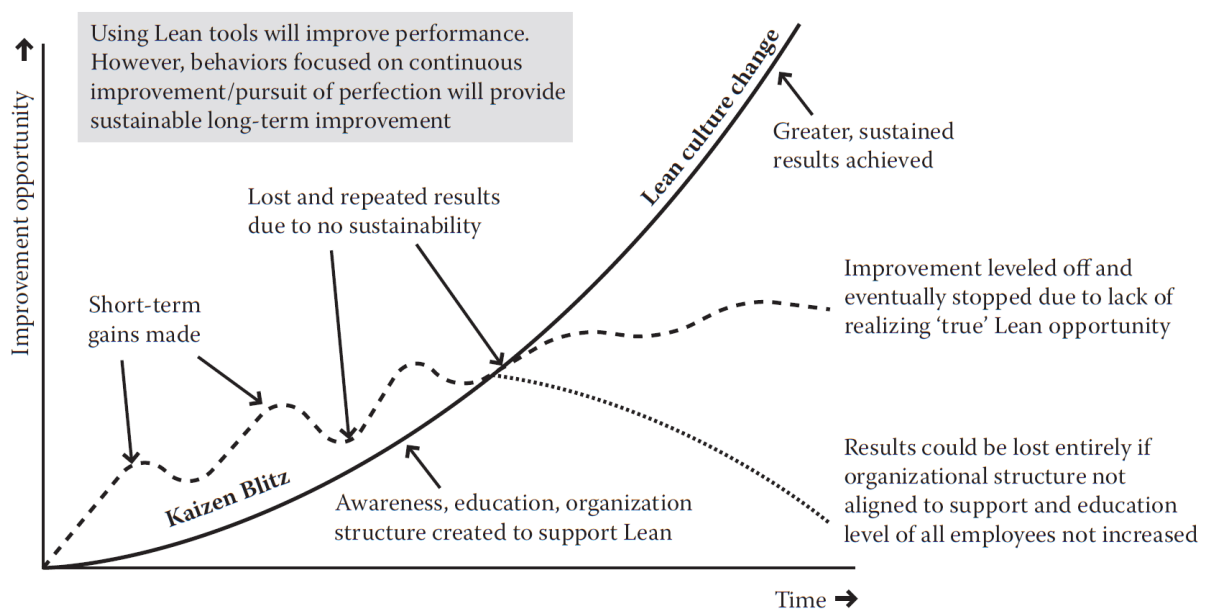 Using Lean tools will improve performance.
However, behaviors focused on continuous
improvement/pursuit of perfection will provide
sustainable long-term improvement
Improvement opportunity
Lean culture change
Greater, sustained
results achieved
Lost and repeated results
due to no sustainability
Short-term
gains made
Improvement leveled off and
eventually stopped due to lack of
realizing ‘true’ Lean opportunity
Kaizen Blitz
Awareness, education, organization
structure created to support Lean
Results could be lost entirely if
organizational structure not
aligned to support and education
level of all employees not increased
Time